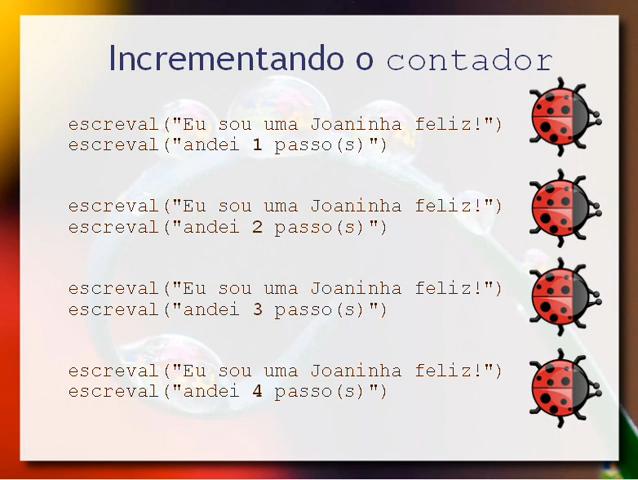 Incrementando o contador
escreval("Eu sou uma Joaninha feliz!")
escreval("andei 1 passo(s)")
escreval("Eu sou uma Joaninha feliz!")
escreval("andei 2 passo(s)")
escreval("Eu sou uma Joaninha feliz!")
escreval("andei 3 passo(s)")
escreval("Eu sou uma Joaninha feliz!")
escreval("andei 4 passo(s)")